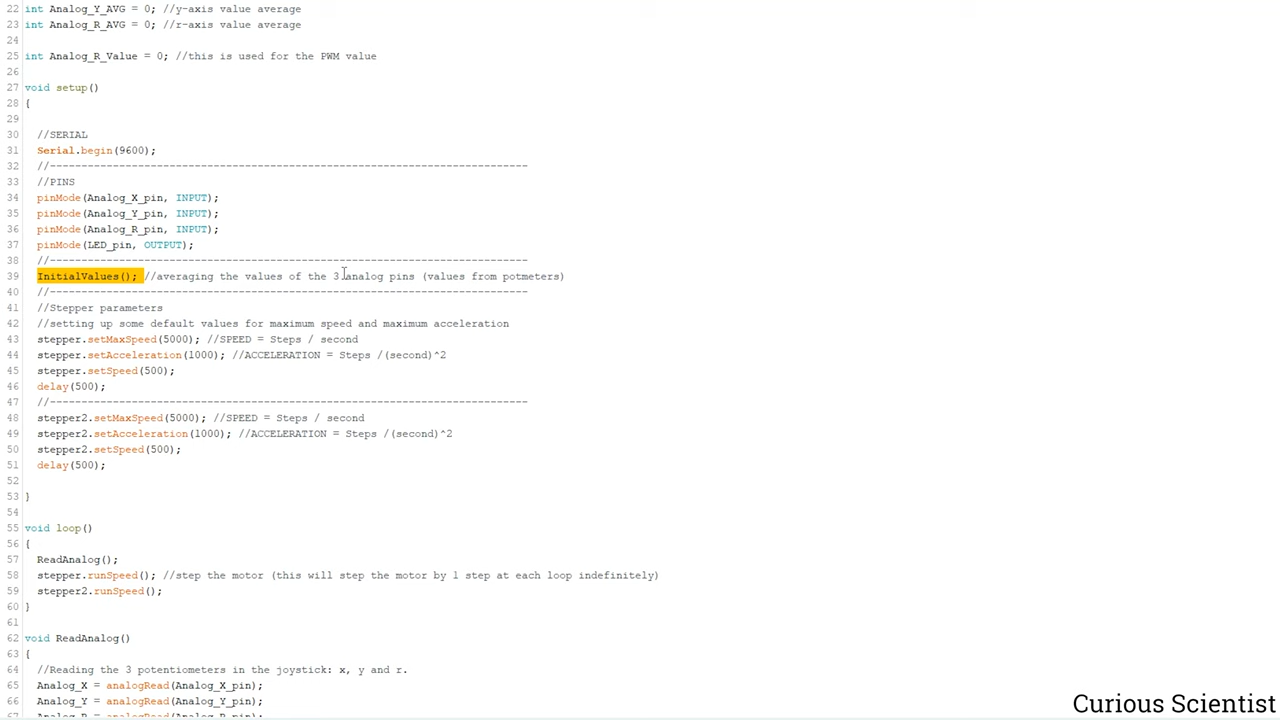 22 int Analog_Y_AVG = 0; //y-axis value average
23 int Analog_R_AVG = 0; //r-axis value average
24
25 int Analog_R_Value = 0; //this is used for the PWM value
26
27 void setup()
28 {
29
30 //SERIAL
31 Serial.begin(9600);
32 //----------------------------------------------------------------------------
33 //PINS
34 pinMode(Analog_X_pin, INPUT);
35 pinMode(Analog_Y_pin, INPUT);
36 pinMode(Analog_R_pin, INPUT);
37 pinMode(LED_pin, OUTPUT);
38 //----------------------------------------------------------------------------
39 InitialValues(); //averaging the values of the 3 analog pins (values from potmeters)
40 //----------------------------------------------------------------------------
41 //Stepper parameters
42 //setting up some default values for maximum speed and maximum acceleration
43 stepper.setMaxSpeed(5000); //SPEED = Steps / second
44 stepper.setAcceleration(1000); //ACCELERATION = Steps /(second)^2
45 stepper.setSpeed(500);
46 delay(500);
47 //----------------------------------------------------------------------------
48 stepper2.setMaxSpeed(5000); //SPEED = Steps / second
49 stepper2.setAcceleration(1000); //ACCELERATION = Steps /(second)^2
50 stepper2.setSpeed(500);
51 delay(500);
52
53 }
54
55 void loop()
56 {
57 ReadAnalog();
58 stepper.runSpeed(); //step the motor (this will step the motor by 1 step at each loop indefinitely)
59 stepper2.runSpeed();
60 }
61
62 void ReadAnalog()
63 {
64 //Reading the 3 potentiometers in the joystick: x, y and r.
65 Analog_X = analogRead(Analog_X_pin);
66 Analog_Y = analogRead(Analog_Y_pin);
67 Analog_R = analogRead(Analog_R_pin);
Curious Scientist